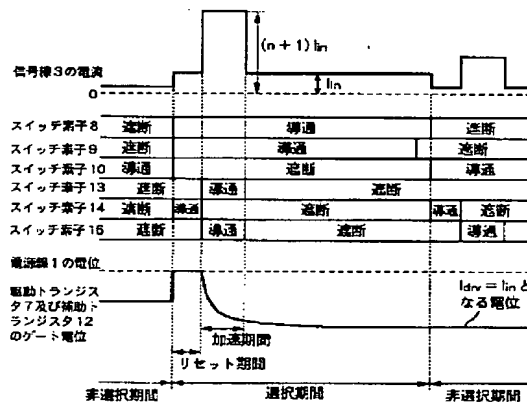 (n+1)Iin
信号線3の電流
Iin
0
スイッチ素子8 遮断 導通 遮断
スイッチ素子9 遮断 導通 遮断
スイッチ素子10 導通 遮断 導通
スイッチ素子13 遮断 導通 遮断
スイッチ素子14 遮断 導通 遮断 導通 遮断
スイッチ素子15 遮断 導通 遮断 導通
電源線1の電位
駆動トランジス
タ7及び補助ト
ランジスタ12
のゲート電位
Idrv=Iinと
なる電位
加速期間
リセット期間
非選択期間 選択期間 非選択期間